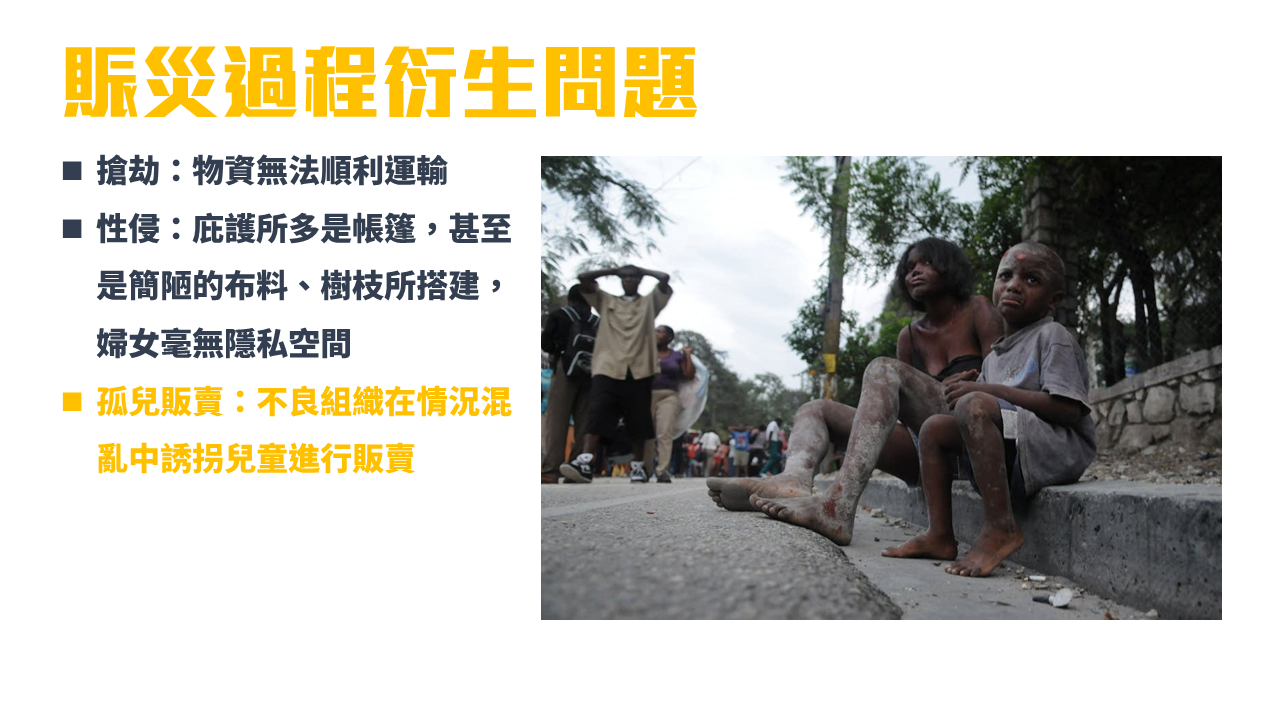 賑災過程衍生問題
■ 搶劫：物資無法順利運輸
■ 性侵：庇護所多是帳篷，甚至
是簡陋的布料、樹枝所搭建，
婦女毫無隱私空間
■ 孤兒販賣：不良組織在情況混
亂中誘拐兒童進行販賣